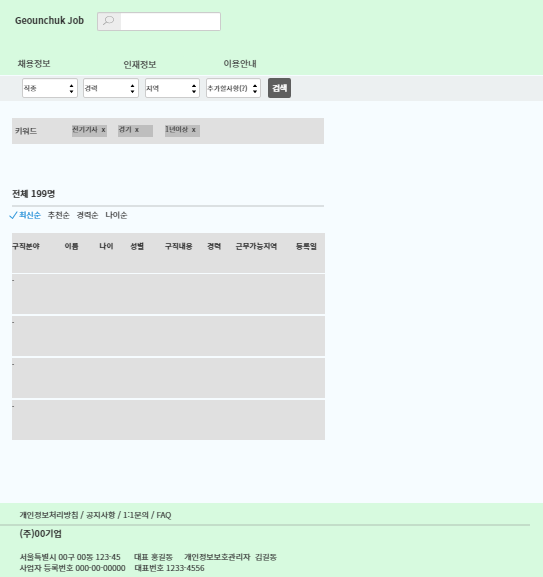 Geounchuk Job
채용정보 인재정보 이용안내
직종 경력 지역 추가설사항(2) 검색
키워드 전기기사 x 경기 x 1년이상 x
전체 199명
최신순 추천순 경력순 나이순
구직분야 이름 나이 성별 구직내용 경력 근무가능지역 등록일
-
-
-
-
개인정보처리방침 / 공지사항 / 1:1문의 / FAQ
(주)00기업
서울특별시 00구 00동 123-45 대표 홍길동 개인정보보호관리자 김길동
사업자 등록번호 000-00-00000 대표번호 1233-4556